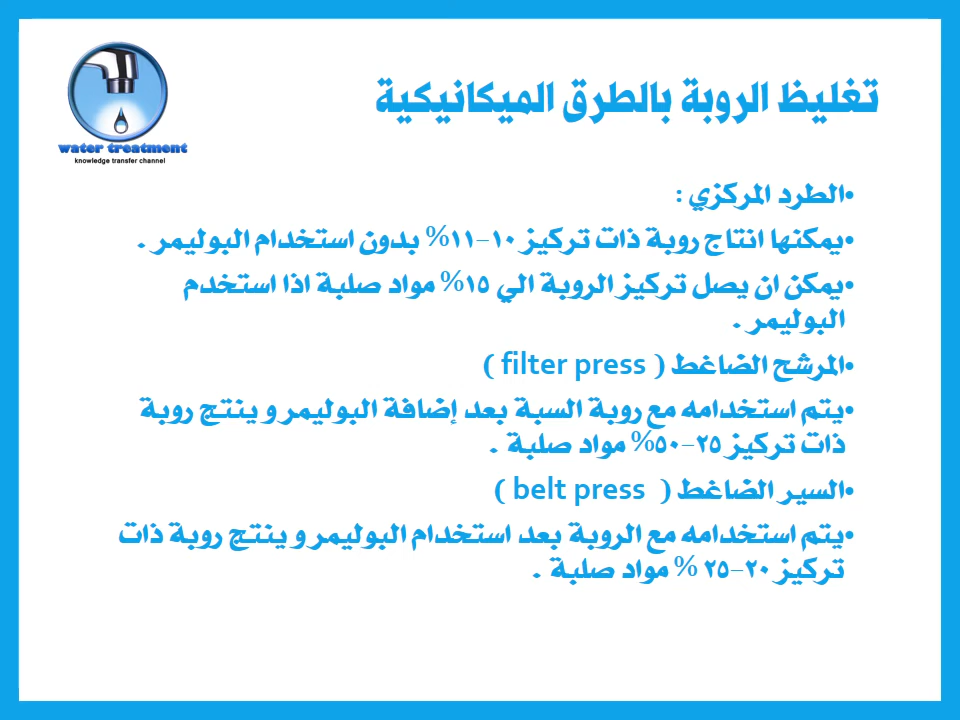 تغليظ الروبة بالطرق الميكانيكية
water treatment
knowledge transfer channel
•الطرد المركزي :
•يمكنها انتاج روبة ذات تركيز ١٠-١١% بدون استخدام البوليمر .
•يمكن ان يصل تركيز الروبة الي ١٥% مواد صلبة اذا استخدم
البوليمر .
•المرشح الضاغط ( filter press )
•يتم استخدامه مع روبة السبة بعد إضافة البوليمر و ينتج روبة
ذات تركيز ٢٥-٥٠% مواد صلبة .
•السير الضاغط ( belt press )
•يتم استخدامه مع الروبة بعد استخدام البوليمر و ينتج روبة ذات
تركيز ٢٠-٢٥ % مواد صلبة .